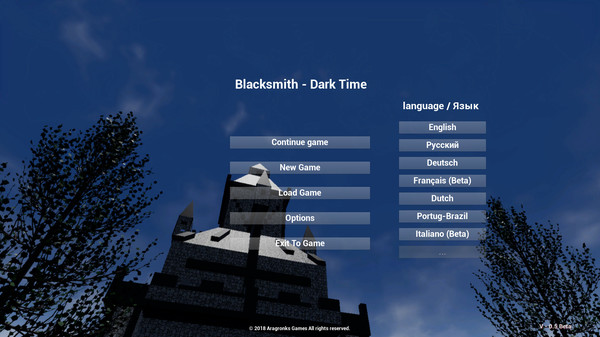 Blacksmith - Dark Time
language / Язык
Continue game
New Game
Load Game
Options
Exit To Game
English
Русский
Deutsch
Français (Beta)
Dutch
Portug-Brazil
Italiano (Beta)
...
© 2018 Aragronks Games All rights reserved.